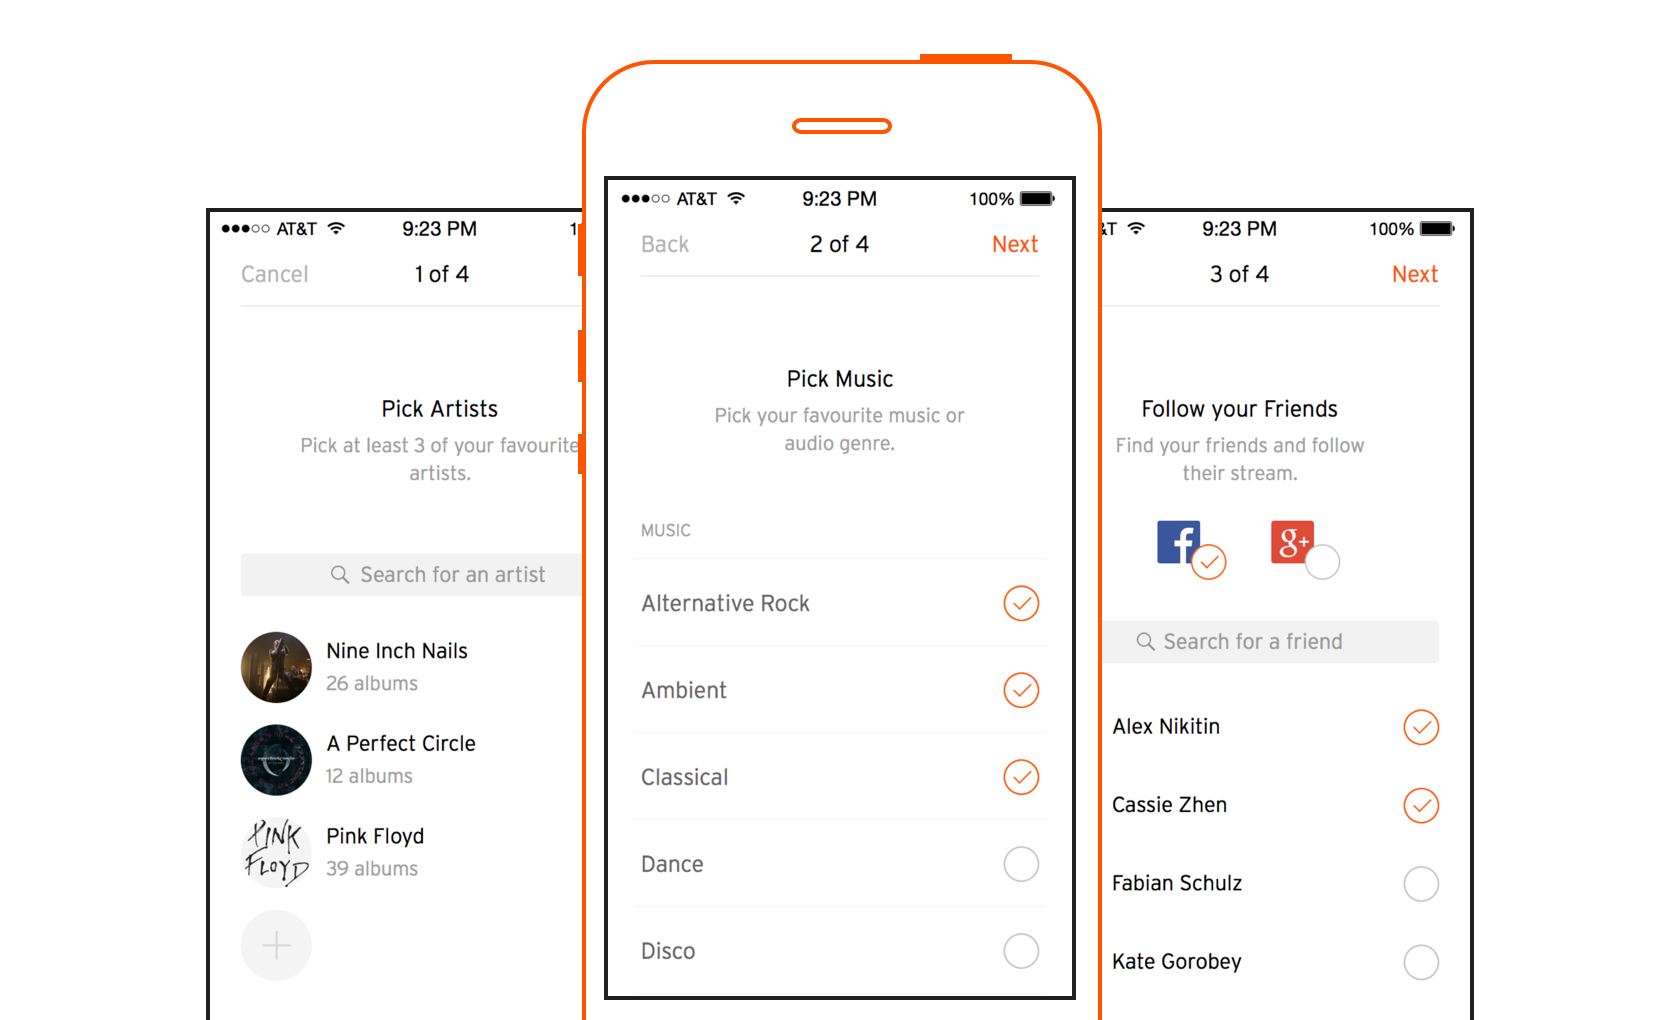 AT&T 9:23 PM 1
Cancel 1 of 4
Pick Artists
Pick at least 3 of your favourite
artists.
Search for an artist
Nine Inch Nails
26 albums
A Perfect Circle
12 albums
PINK
FLOYD
Pink Floyd
39 albums
AT&T 9:23 PM 100%
Back 2 of 4 Next
Pick Music
Pick your favourite music or
audio genre.
MUSIC
Alternative Rock
Ambient
Classical
Dance
Disco
&T 9:23 PM 100%
3 of 4 Next
Follow your Friends
Find your friends and follow
their stream.
f g+
Search for a friend
Alex Nikitin
Cassie Zhen
Fabian Schulz
Kate Gorobey